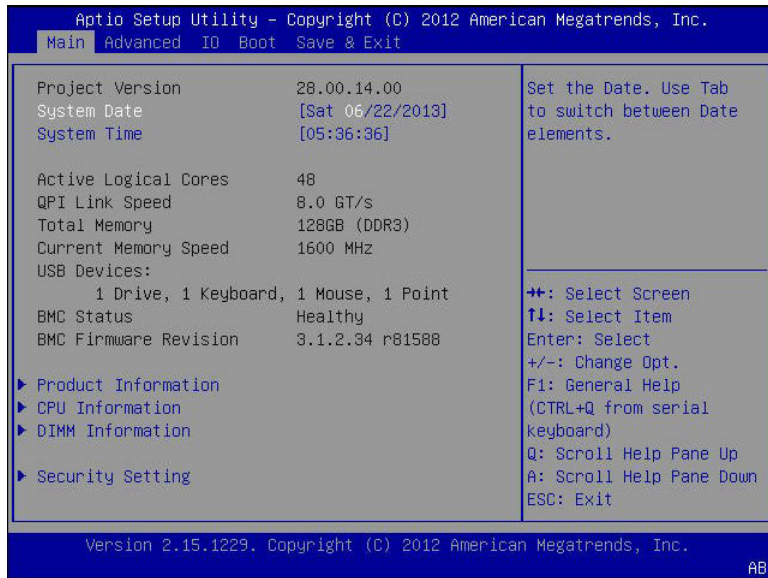 Aptio Setup Utility – Copyright (C) 2012 American Megatrends, Inc.
Main Advanced IO Boot Save & Exit
Project Version 28.00.14.00
System Date [Sat 06/22/2013]
System Time [05:36:36]
Active Logical Cores 48
QPI Link Speed 8.0 GT/s
Total Memory 128GB (DDR3)
Current Memory Speed 1600 MHz
USB Devices:
1 Drive, 1 Keyboard, 1 Mouse, 1 Point
BMC Status Healthy
BMC Firmware Revision 3.1.2.34 r81588
▶ Product Information
▶ CPU Information
▶ DIMM Information
▶ Security Setting
Set the Date. Use Tab
to switch between Date
elements.
→←: Select Screen
↑↓: Select Item
Enter: Select
+/-: Change Opt.
F1: General Help
(CTRL+Q from serial
keyboard)
Q: Scroll Help Pane Up
A: Scroll Help Pane Down
ESC: Exit
Version 2.15.1229. Copyright (C) 2012 American Megatrends, Inc.
AB